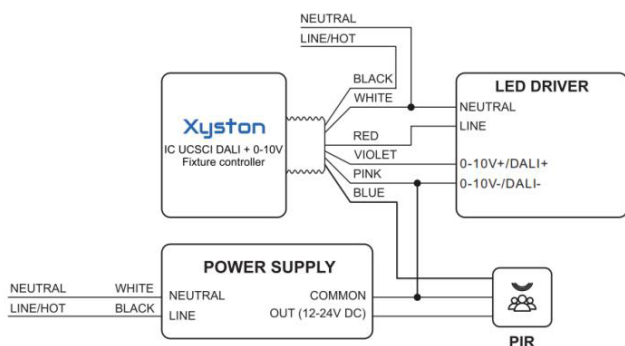 NEUTRAL
LINE/HOT
BLACK
WHITE
RED
VIOLET
PINK
BLUE
Xyston
IC UCSCI DALI + 0-10V
Fixture controller
LED DRIVER
NEUTRAL
LINE
0-10V+/DALI+
0-10V-/DALI-
POWER SUPPLY
NEUTRAL WHITE NEUTRAL COMMON
LINE/HOT BLACK LINE OUT (12-24V DC)
PIR